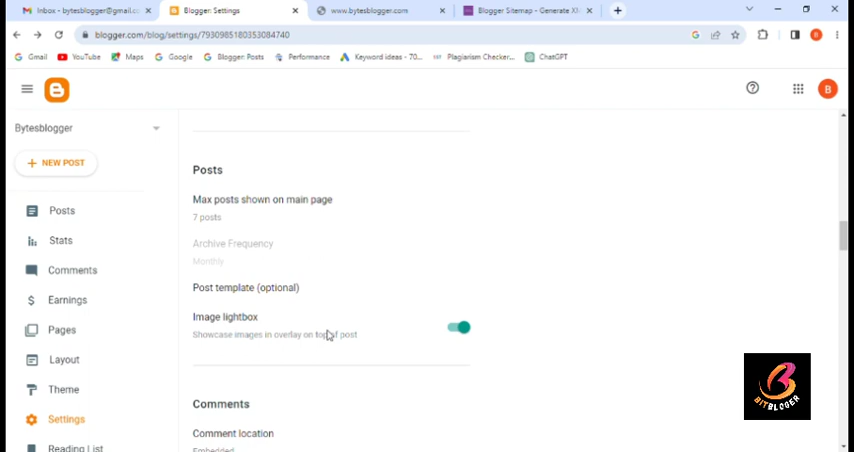 Inbox - bytesblogger@gmail.co
Blogger: Settings
www.bytesblogger.com
Blogger Sitemap - Generate XM
blogger.com/blog/settings/7930985180353084740
Gmail
YouTube
Maps
Google
Blogger: Posts
Performance
Keyword ideas - 70...
Plagiarism Checker...
ChatGPT
B
Bytesblogger
+ NEW POST
Posts
Stats
Comments
$ Earnings
Pages
Layout
Theme
Settings
Reading List
Posts
Max posts shown on main page
7 posts
Archive Frequency
Monthly
Post template (optional)
Image lightbox
Showcase images in overlay on top of post
Comments
Comment location
Embedded
BITBLOGER